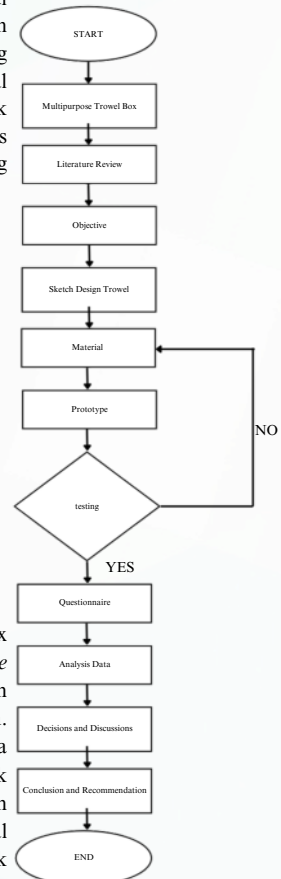 START
Multipurpose Trowel Box
Literature Review
Objective
Sketch Design Trowel
Material
Prototype
NO
testing
YES
Questionnaire
Analysis Data
Decisions and Discussions
Conclusion and Recommendation
END